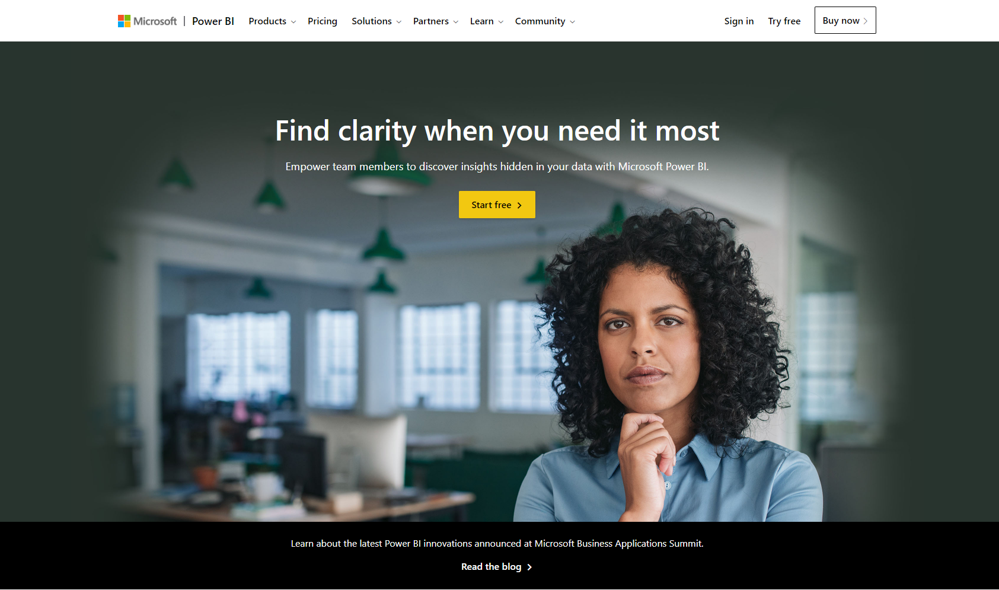 Microsoft | Power BI Products Pricing Solutions Partners Learn Community Sign in Try free Buy now
Find clarity when you need it most
Empower team members to discover insights hidden in your data with Microsoft Power BI.
Start free
Learn about the latest Power BI innovations announced at Microsoft Business Applications Summit.
Read the blog